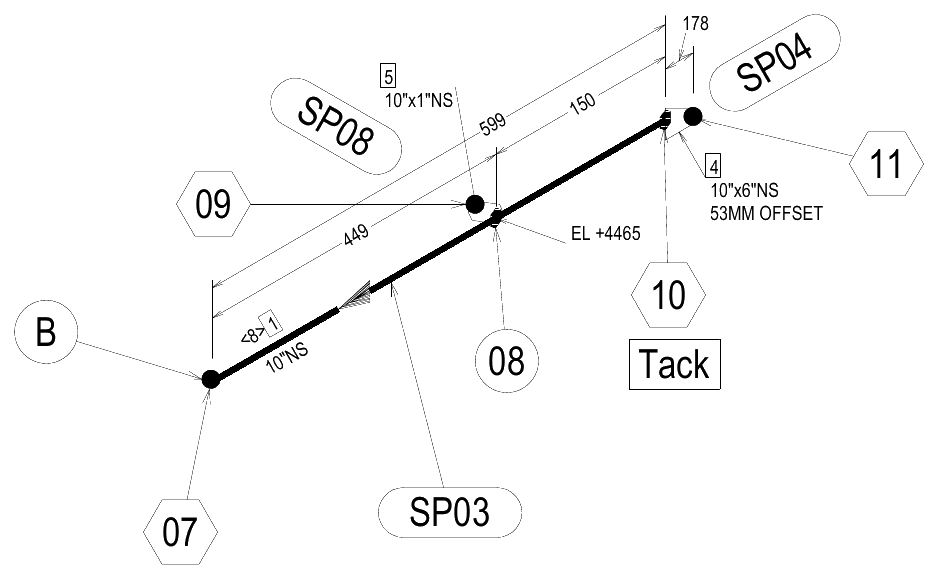 178
SP04
5
10"x1"NS
150
SP08
599
11
4
10"x6"NS
53MM OFFSET
09
449
EL +4465
10
B
<8> 1
10"NS
08
Tack
SP03
07